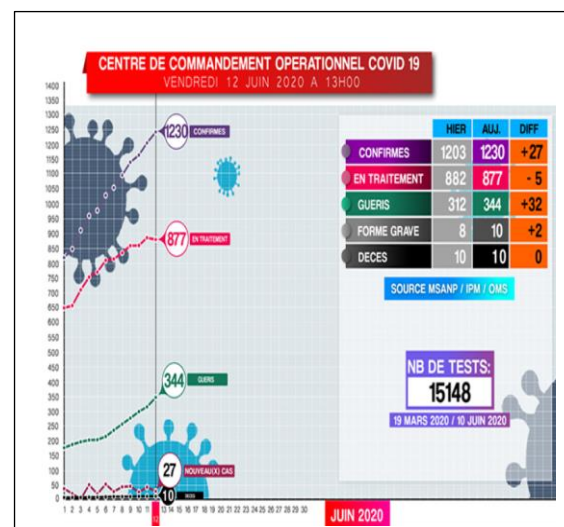 CENTRE DE COMMANDEMENT OPERATIONNEL COVID 19
VENDREDI 12 JUIN 2020 A 13H00
1400
1350
1300
1250
1200
1150
1100
1050
1000
950
900
850
800
750
700
650
600
550
500
450
400
350
300
250
200
150
100
50
0
1230 CONFIRMES
877 EN TRAITEMENT
344 GUERIS
27 NOUVEAU(X) CAS
10
1 2 3 4 5 6 7 8 9 10 11 12 13 14 15 16 17 18 19 20 21 22 23 24 25 26 27 28 29 30
JUIN 2020
HIER AUJ. DIFF
CONFIRMES 1203 1230 +27
EN TRAITEMENT 882 877 - 5
GUERIS 312 344 +32
FORME GRAVE 8 10 +2
DECES 10 10 0
SOURCE MSANP / IPM / OMS
NB DE TESTS:
15148
19 MARS 2020 / 10 JUIN 2020